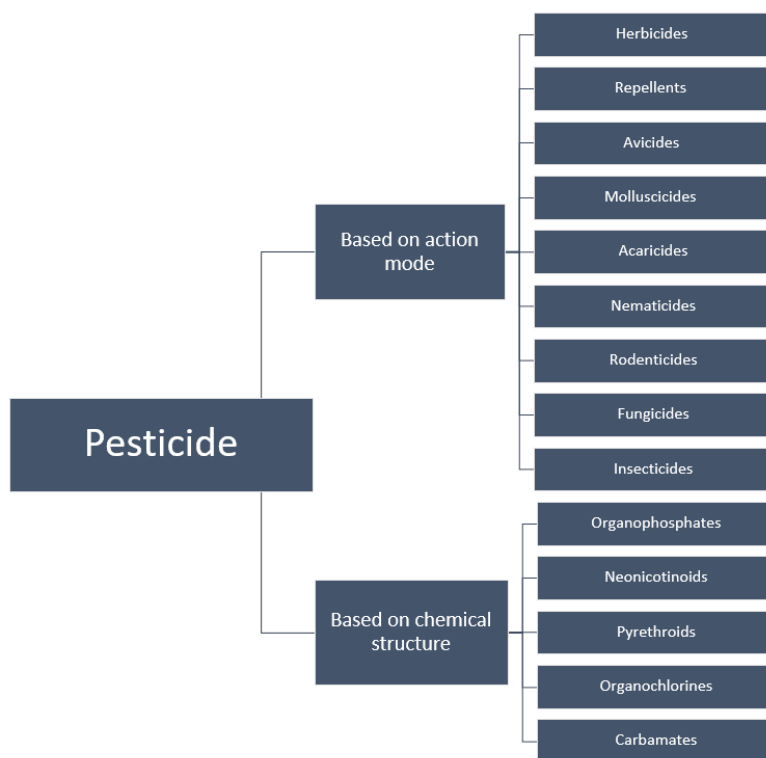 Pesticide
Based on action
mode
Herbicides
Repellents
Avicides
Molluscicides
Acaricides
Nematicides
Rodenticides
Fungicides
Insecticides
Based on chemical
structure
Organophosphates
Neonicotinoids
Pyrethroids
Organochlorines
Carbamates